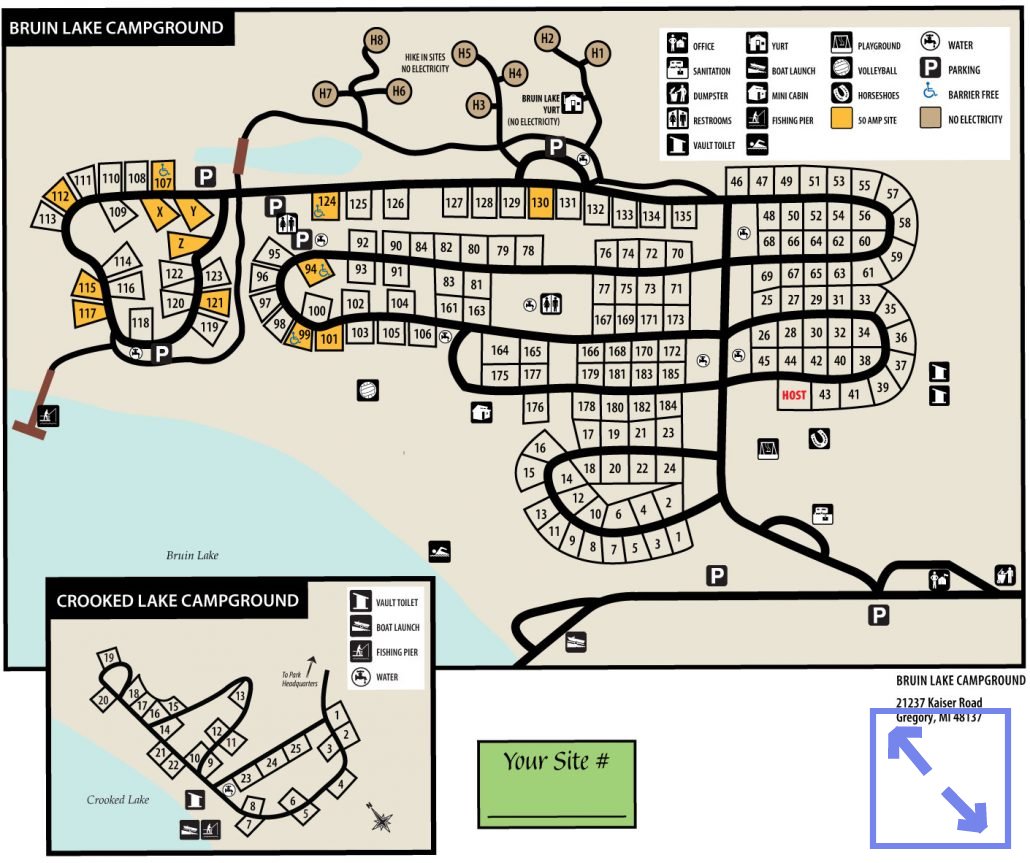 BRUIN LAKE CAMPGROUND
H8
H5
H2
H1
HIKE IN SITES
NO ELECTRICITY
H4
H7
H6
H3
BRUIN LAKE
YURT
(NO ELECTRICITY)
OFFICE
YURT
PLAYGROUND
WATER
SANITATION
BOAT LAUNCH
VOLLEYBALL
P PARKING
DUMPSTER
MINI CABIN
HORSESHOES
BARRIER FREE
RESTROOMS
FISHING PIER
50 AMP SITE
NO ELECTRICITY
VAULT TOILET
P
P
P
P
P
P
P
113 112 111 110 108 107
109 X Y Z
114 116 115 117 118
122 123 120 121 119
124 125 126 127 128 129 130 131 132 133 134 135
46 47 49 51 53 55 57 58 59
48 50 52 54 56
68 66 64 62 60
69 67 65 63 61
95 96 97 98 99 101 103 105 106
94 92 90 84 82 80 79 78 76 74 72 70
93 91 83 81 77 75 73 71
100 102 104 161 163 167 169 171 173
25 27 29 31 33 35 36 37 39
26 28 30 32 34
45 44 42 40 38
HOST 43 41
164 165 166 168 170 172
175 177 179 181 183 185
176 178 180 182 184
17 19 21 23
16 15 14 18 20 22 24
12 10 6 4 2
13 11 9 8 7 5 3 1
Bruin Lake
CROOKED LAKE CAMPGROUND
VAULT TOILET
BOAT LAUNCH
FISHING PIER
WATER
To Park
Headquarters
19
20 18 17 16 15 13
14 12 11
21 22 10 9
1 2 3 4
25 24 23
8 7 6 5
Crooked Lake
N
Your Site #
BRUIN LAKE CAMPGROUND
21237 Kaiser Road
Gregory, MI 48137